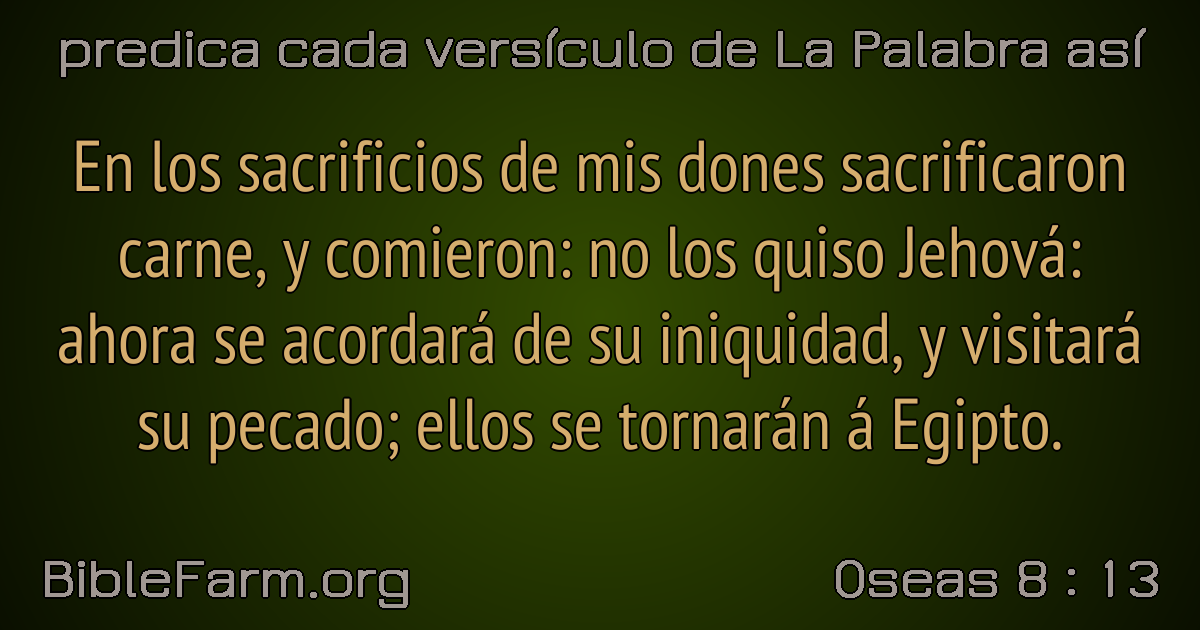 predica cada versículo de La Palabra así
En los sacrificios de mis dones sacrificaron
carne, y comieron: no los quiso Jehová:
ahora se acordará de su iniquidad, y visitará
su pecado; ellos se tornarán á Egipto.
BibleFarm.org
Oseas 8 : 13